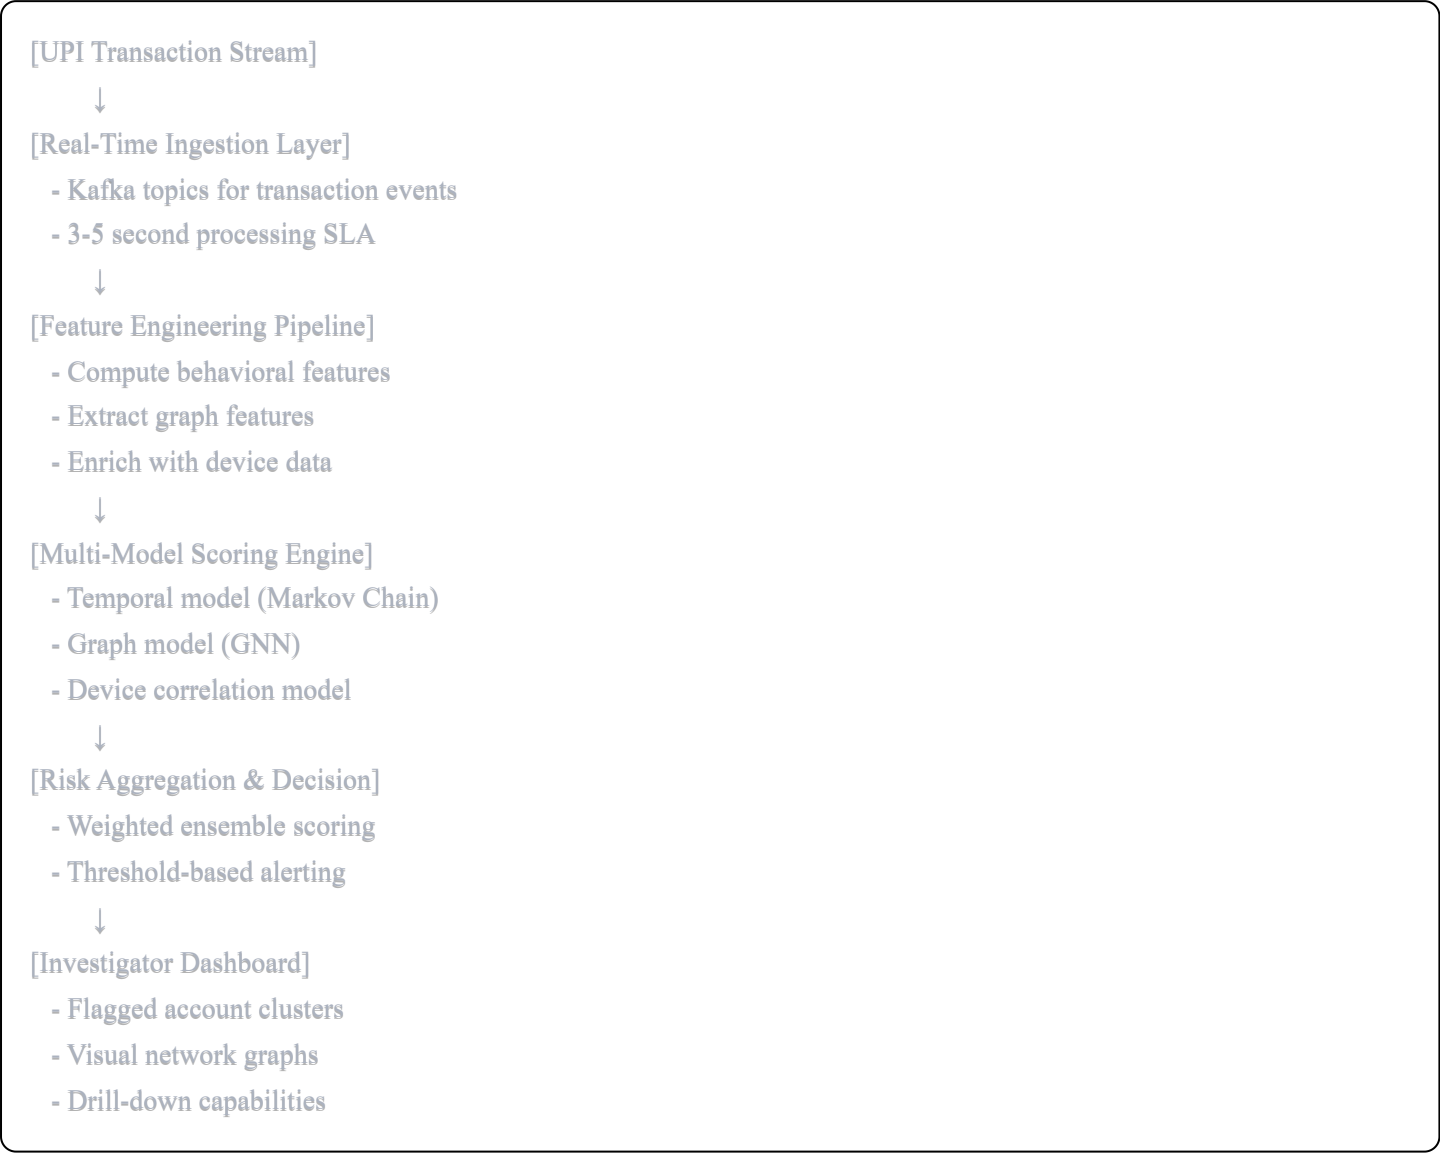 [UPI Transaction Stream]
↓
[Real-Time Ingestion Layer]
- Kafka topics for transaction events
- 3-5 second processing SLA
↓
[Feature Engineering Pipeline]
- Compute behavioral features
- Extract graph features
- Enrich with device data
↓
[Multi-Model Scoring Engine]
- Temporal model (Markov Chain)
- Graph model (GNN)
- Device correlation model
↓
[Risk Aggregation & Decision]
- Weighted ensemble scoring
- Threshold-based alerting
↓
[Investigator Dashboard]
- Flagged account clusters
- Visual network graphs
- Drill-down capabilities